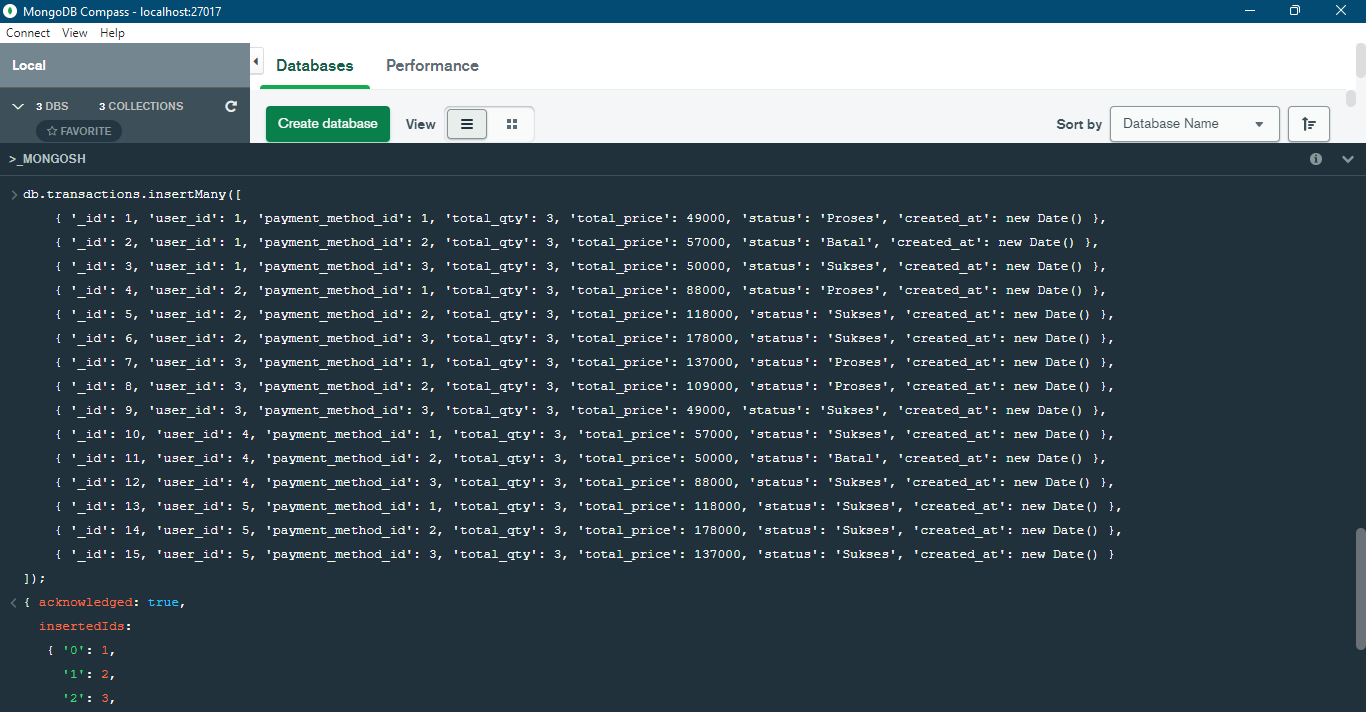 MongoDB Compass - localhost:27017
Connect View Help
Local
Databases Performance
3 DBS 3 COLLECTIONS
FAVORITE
Create database View Sort by Database Name
>_MONGOSH
> db.transactions.insertMany([
{ '_id': 1, 'user_id': 1, 'payment_method_id': 1, 'total_qty': 3, 'total_price': 49000, 'status': 'Proses', 'created_at': new Date() },
{ '_id': 2, 'user_id': 1, 'payment_method_id': 2, 'total_qty': 3, 'total_price': 57000, 'status': 'Batal', 'created_at': new Date() },
{ '_id': 3, 'user_id': 1, 'payment_method_id': 3, 'total_qty': 3, 'total_price': 50000, 'status': 'Sukses', 'created_at': new Date() },
{ '_id': 4, 'user_id': 2, 'payment_method_id': 1, 'total_qty': 3, 'total_price': 88000, 'status': 'Proses', 'created_at': new Date() },
{ '_id': 5, 'user_id': 2, 'payment_method_id': 2, 'total_qty': 3, 'total_price': 118000, 'status': 'Sukses', 'created_at': new Date() },
{ '_id': 6, 'user_id': 2, 'payment_method_id': 3, 'total_qty': 3, 'total_price': 178000, 'status': 'Sukses', 'created_at': new Date() },
{ '_id': 7, 'user_id': 3, 'payment_method_id': 1, 'total_qty': 3, 'total_price': 137000, 'status': 'Proses', 'created_at': new Date() },
{ '_id': 8, 'user_id': 3, 'payment_method_id': 2, 'total_qty': 3, 'total_price': 109000, 'status': 'Proses', 'created_at': new Date() },
{ '_id': 9, 'user_id': 3, 'payment_method_id': 3, 'total_qty': 3, 'total_price': 49000, 'status': 'Sukses', 'created_at': new Date() },
{ '_id': 10, 'user_id': 4, 'payment_method_id': 1, 'total_qty': 3, 'total_price': 57000, 'status': 'Sukses', 'created_at': new Date() },
{ '_id': 11, 'user_id': 4, 'payment_method_id': 2, 'total_qty': 3, 'total_price': 50000, 'status': 'Batal', 'created_at': new Date() },
{ '_id': 12, 'user_id': 4, 'payment_method_id': 3, 'total_qty': 3, 'total_price': 88000, 'status': 'Sukses', 'created_at': new Date() },
{ '_id': 13, 'user_id': 5, 'payment_method_id': 1, 'total_qty': 3, 'total_price': 118000, 'status': 'Sukses', 'created_at': new Date() },
{ '_id': 14, 'user_id': 5, 'payment_method_id': 2, 'total_qty': 3, 'total_price': 178000, 'status': 'Sukses', 'created_at': new Date() },
{ '_id': 15, 'user_id': 5, 'payment_method_id': 3, 'total_qty': 3, 'total_price': 137000, 'status': 'Sukses', 'created_at': new Date() }
]);
< { acknowledged: true,
insertedIds:
{ '0': 1,
'1': 2,
'2': 3,